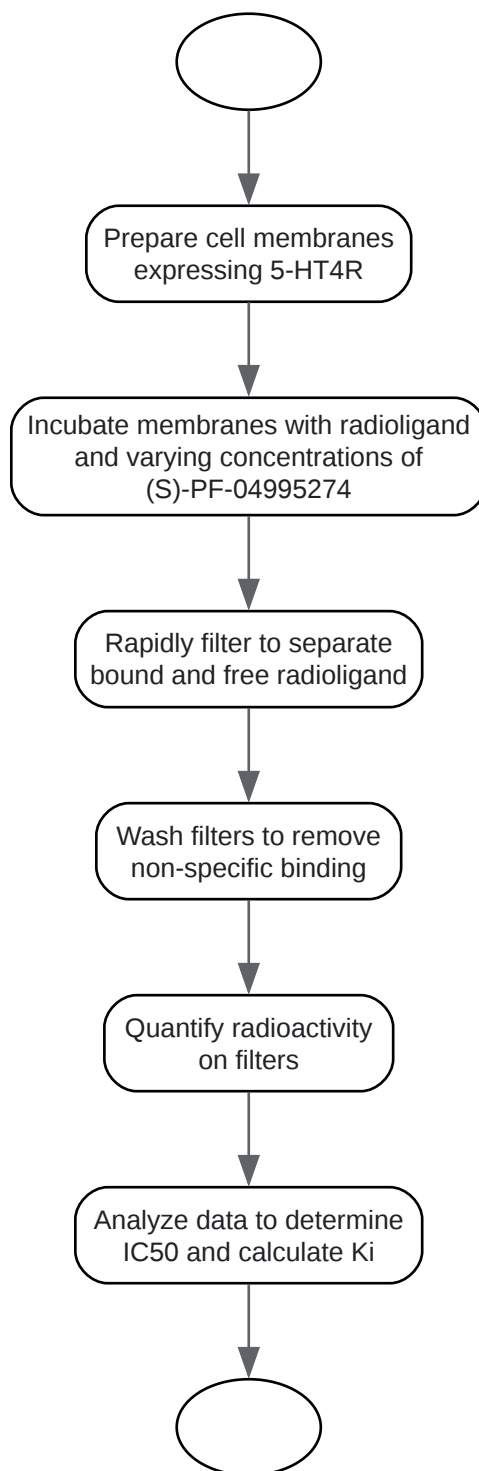 Prepare cell membranes
expressing 5-HT4R
Incubate membranes with radioligand
and varying concentrations of
(S)-PF-04995274
Rapidly filter to separate
bound and free radioligand
Wash filters to remove
non-specific binding
Quantify radioactivity
on filters
Analyze data to determine
IC50 and calculate Ki